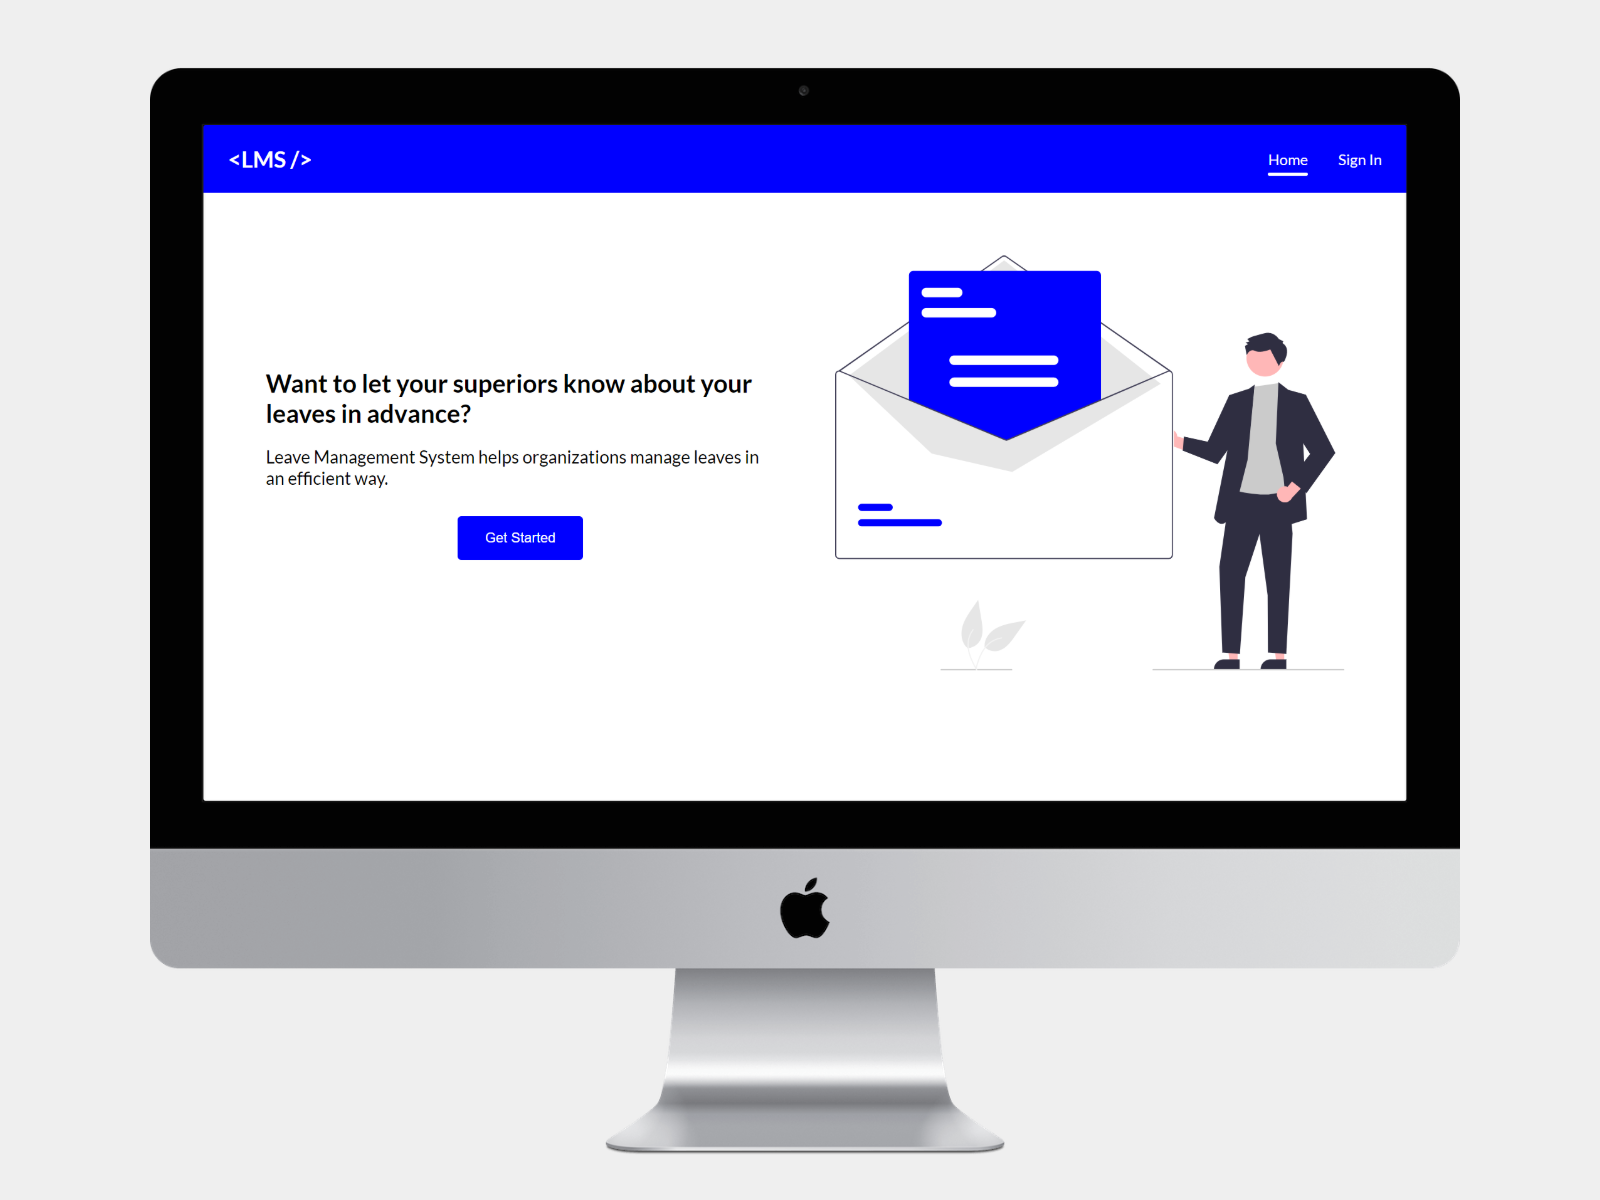 <LMS />
Home
Sign In
Want to let your superiors know about your
leaves in advance?
Leave Management System helps organizations manage leaves in
an efficient way.
Get Started